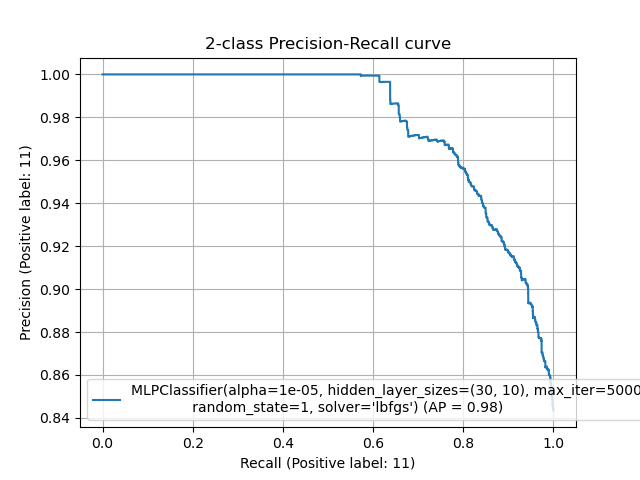 2-class Precision-Recall curve
1.00
0.98
0.96
0.94
0.92
0.90
0.88
0.86
0.84
Precision (Positive label: 11)
MLPClassifier(alpha=1e-05, hidden_layer_sizes=(30, 10), max_iter=5000
random_state=1, solver='lbfgs') (AP = 0.98)
0.0 0.2 0.4 0.6 0.8 1.0
Recall (Positive label: 11)